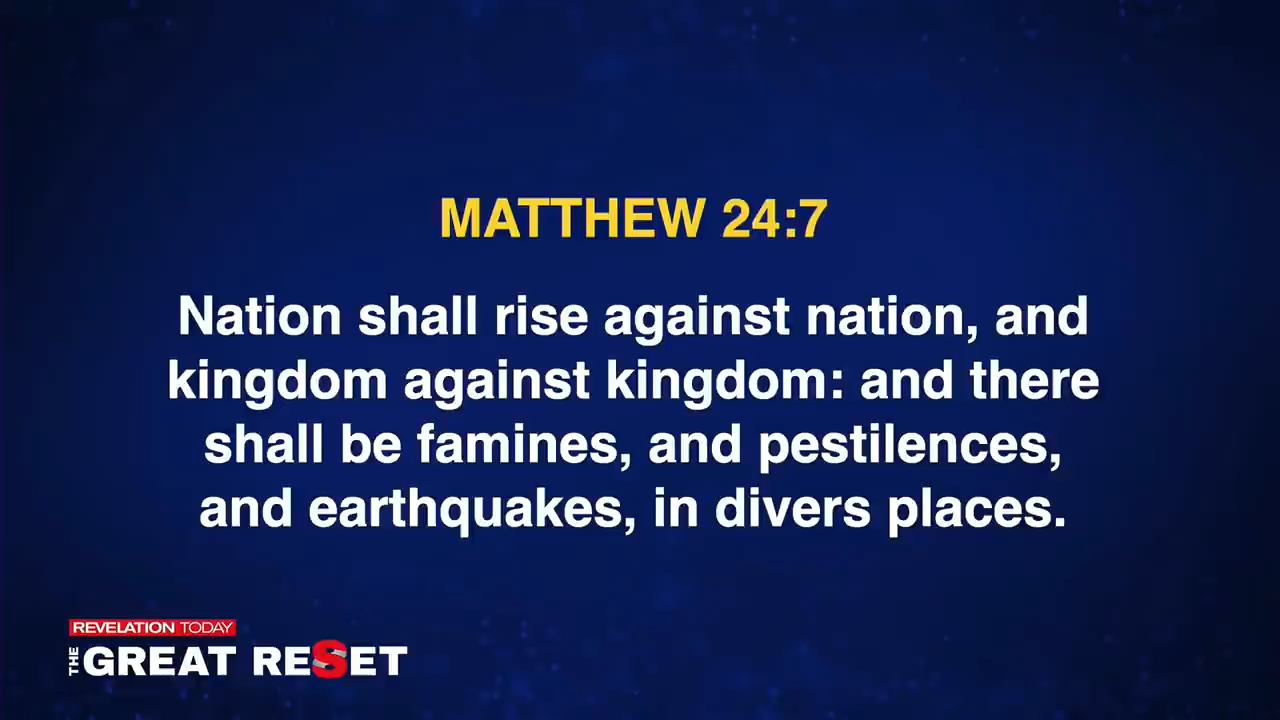 MATTHEW 24:7
Nation shall rise against nation, and
kingdom against kingdom: and there
shall be famines, and pestilences,
and earthquakes, in divers places.
REVELATION TODAY
THE GREAT RESET